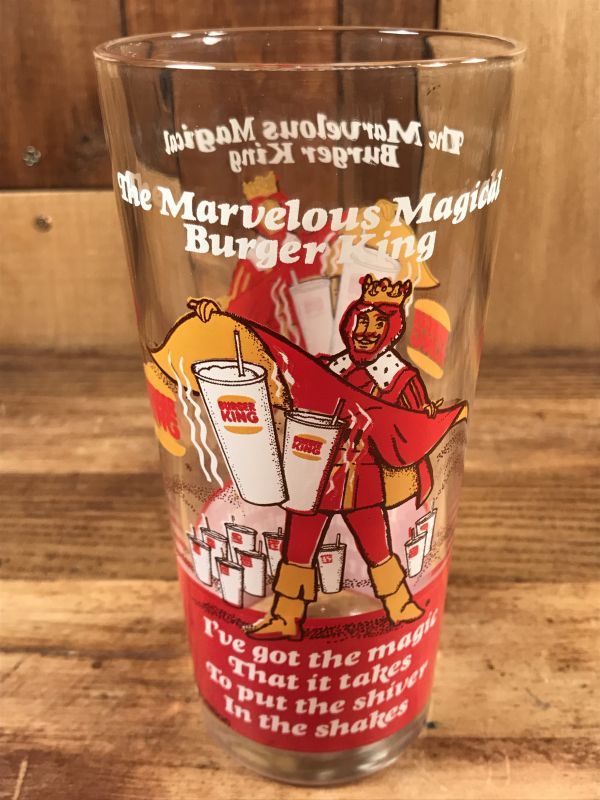 The Marvelous Magical
Burger King
The Marvelous Magical
Burger King
BURGER
KING
BURGER
KING
I've got the magic
That it takes
To put the shiver
In the shakes